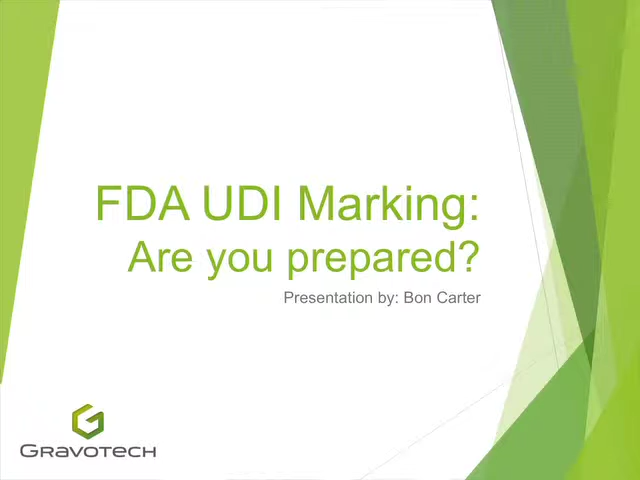 FDA UDI Marking:
Are you prepared?
Presentation by: Bon Carter
GRAVOTECH